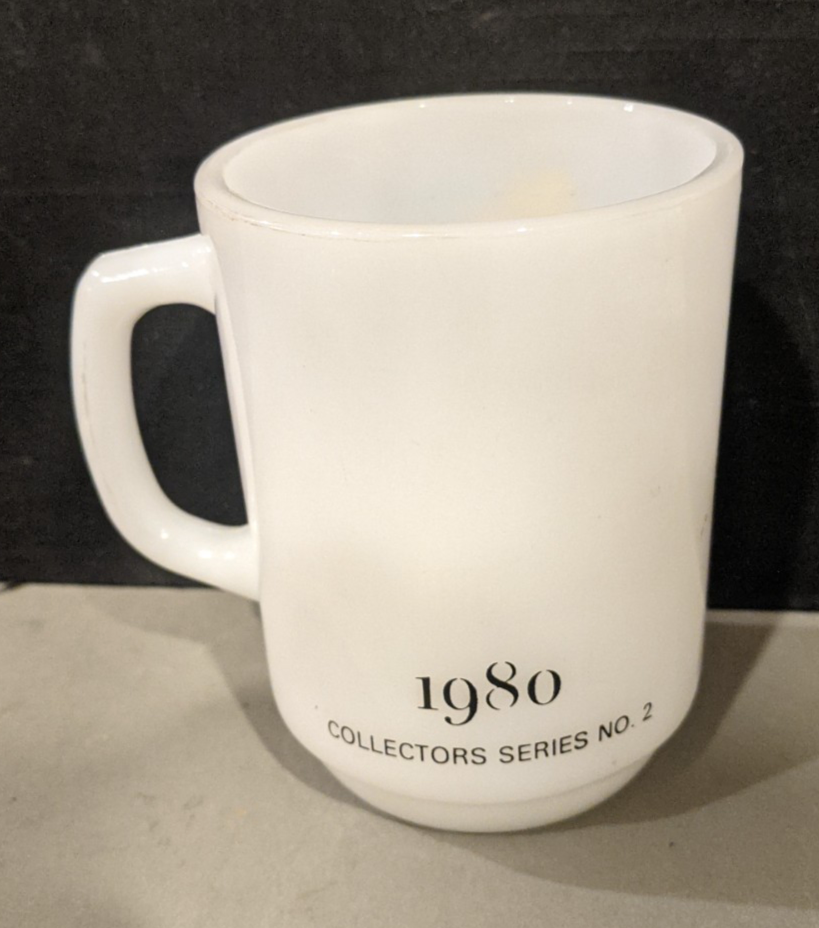 1980
COLLECTORS SERIES NO. 2